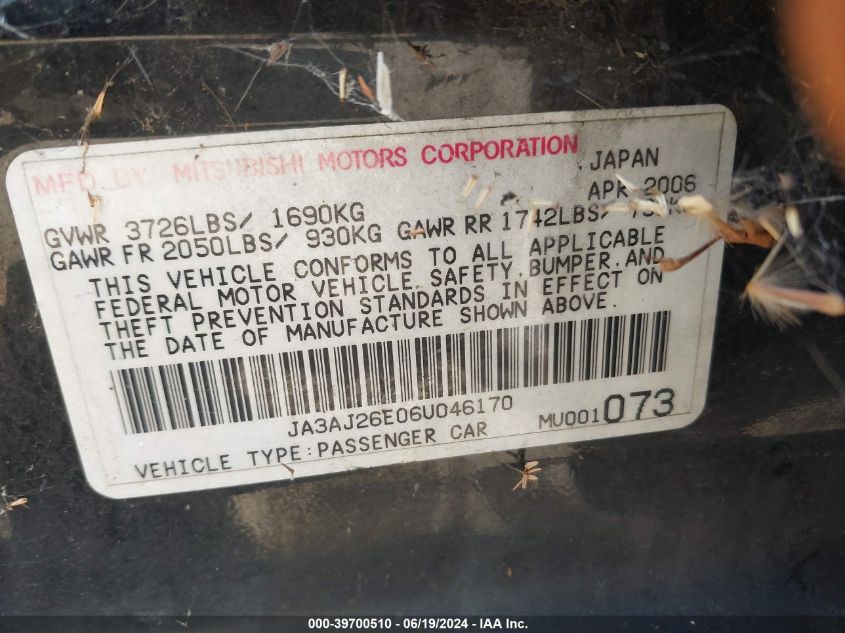 MFD BY MITSUBISHI MOTORS CORPORATION JAPAN
APR 2006
GVWR 3726LBS/ 1690KG
GAWR FR 2050LBS/ 930KG GAWR RR 1742LBS/
THIS VEHICLE CONFORMS TO ALL APPLICABLE
FEDERAL MOTOR VEHICLE SAFETY,BUMPER,AND
THEFT PREVENTION STANDARDS IN EFFECT ON
THE DATE OF MANUFACTURE SHOWN ABOVE.
JA3AJ26E06U046170
MU001073
VEHICLE TYPE:PASSENGER CAR
000-39700510 - 06/19/2024 - IAA Inc.